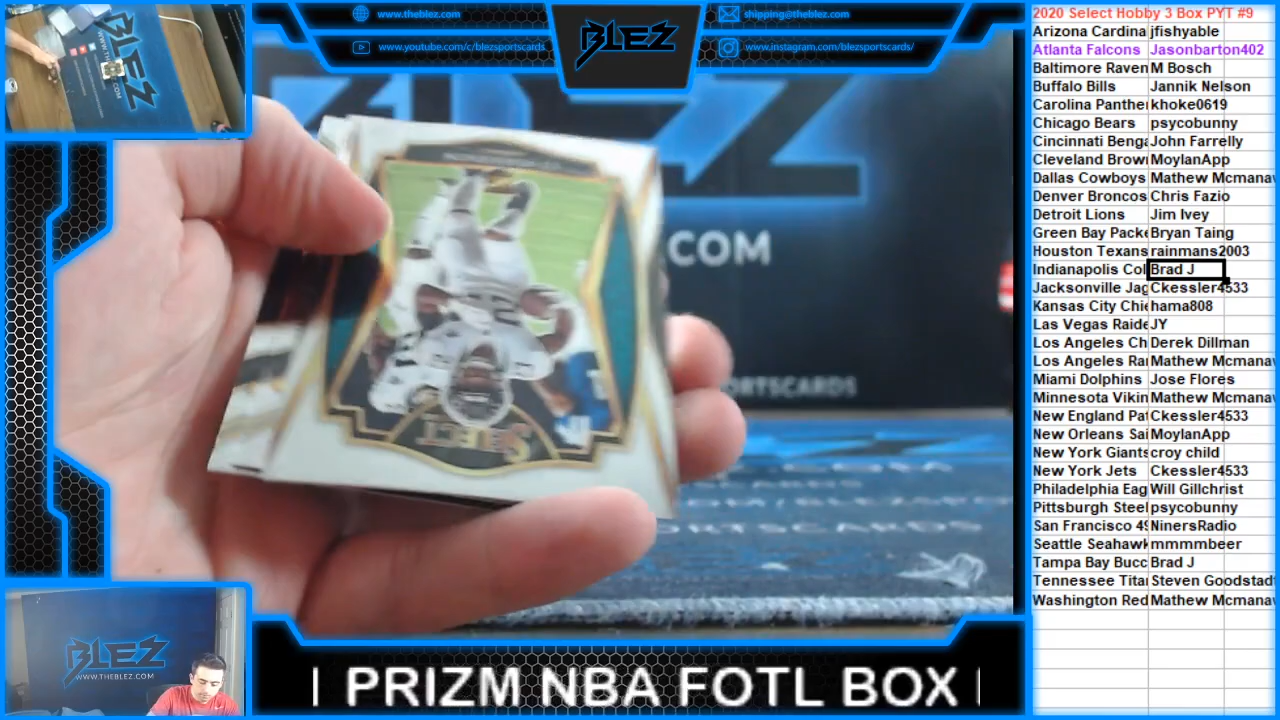 www.theblez.com
shipping@theblez.com
www.youtube.com/c/blezsportscards
www.instagram.com/blezsportscards/
BLEZ
.COM
SPORTSCARDS
SELECT
BLEZ
WWW.THEBLEZ.COM
| PRIZM NBA FOTL BOX |
2020 Select Hobby 3 Box PYT #9
Arizona Cardina jfishyable
Atlanta Falcons Jasonbarton402
Baltimore Raven M Bosch
Buffalo Bills Jannik Nelson
Carolina Panthe khoke0619
Chicago Bears psycobunny
Cincinnati Benga John Farrelly
Cleveland Brow MoylanApp
Dallas Cowboys Mathew Mcmana
Denver Broncos Chris Fazio
Detroit Lions Jim Ivey
Green Bay Packe Bryan Taing
Houston Texans rainmans2003
Indianapolis Col Brad J
Jacksonville Jag Ckessler4533
Kansas City Chie hama808
Las Vegas Raide JY
Los Angeles Ch Derek Dillman
Los Angeles Ra Mathew Mcmana
Miami Dolphins Jose Flores
Minnesota Vikin Mathew Mcmana
New England Pat Ckessler4533
New Orleans Sai MoylanApp
New York Giants croy child
New York Jets Ckessler4533
Philadelphia Eag Will Gillchrist
Pittsburgh Steel psycobunny
San Francisco 49 NinersRadio
Seattle Seahawk mmmmbeer
Tampa Bay Bucc Brad J
Tennessee Tita Steven Goodstad
Washington Red Mathew Mcmana